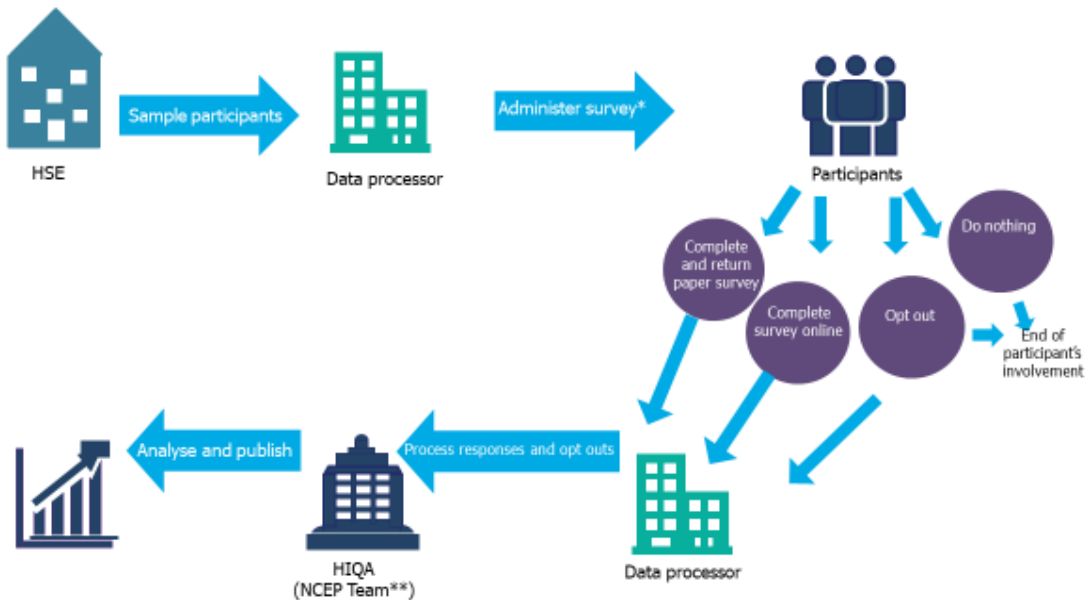 Sample participants
Administer survey*
HSE
Data processor
Participants
Do nothing
Complete
and return
paper survey
Complete
survey online
Opt out
End of
participant's
involvement
Analyse and publish
Process responses and opt outs
HIQA
(NCEP Team**)
Data processor